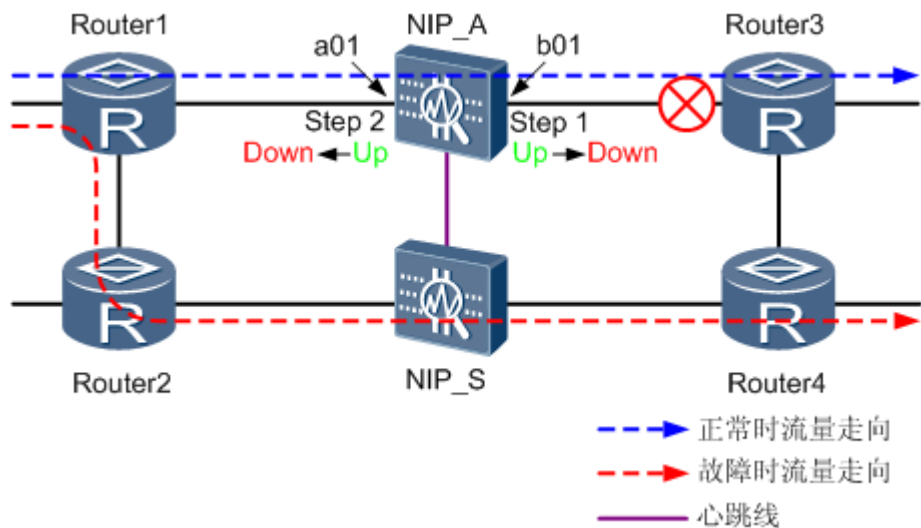 Router1
NIP_A
Router3
a01
b01
R
R
Step 2
Step 1
Down Up
Up Down
R
R
Router2
NIP_S
Router4
正常时流量走向
故障时流量走向
心跳线